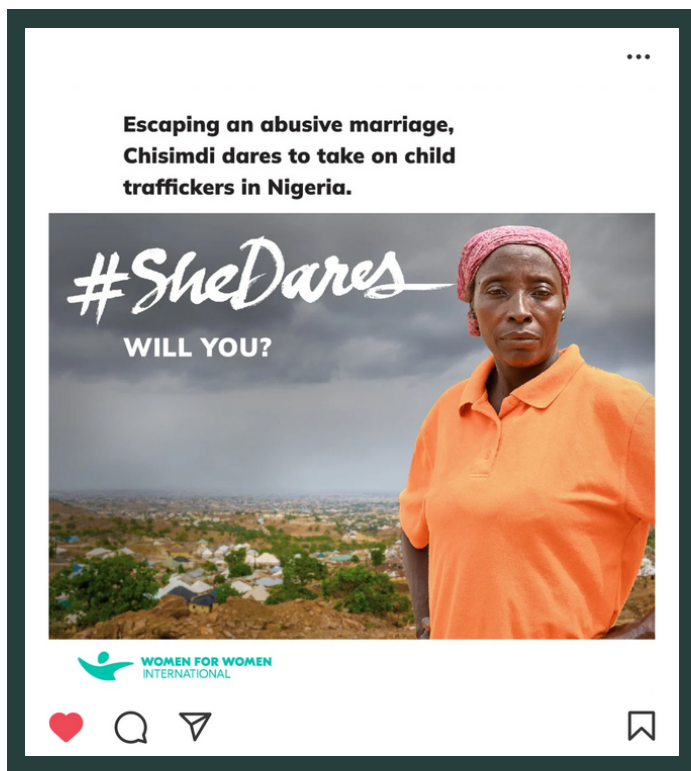 Escaping an abusive marriage,
Chisimdi dares to take on child
traffickers in Nigeria.
#SheDares
WILL YOU?
WOMEN FOR WOMEN
INTERNATIONAL